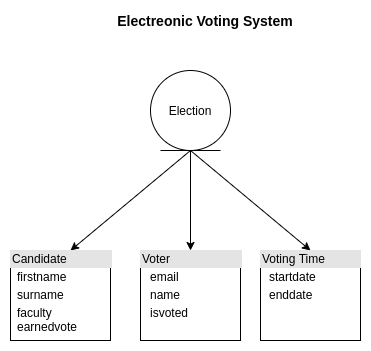 Electreonic Voting System
Election
Candidate
firstname
surname
faculty
earnedvote
Voter
email
name
isvoted
Voting Time
startdate
enddate